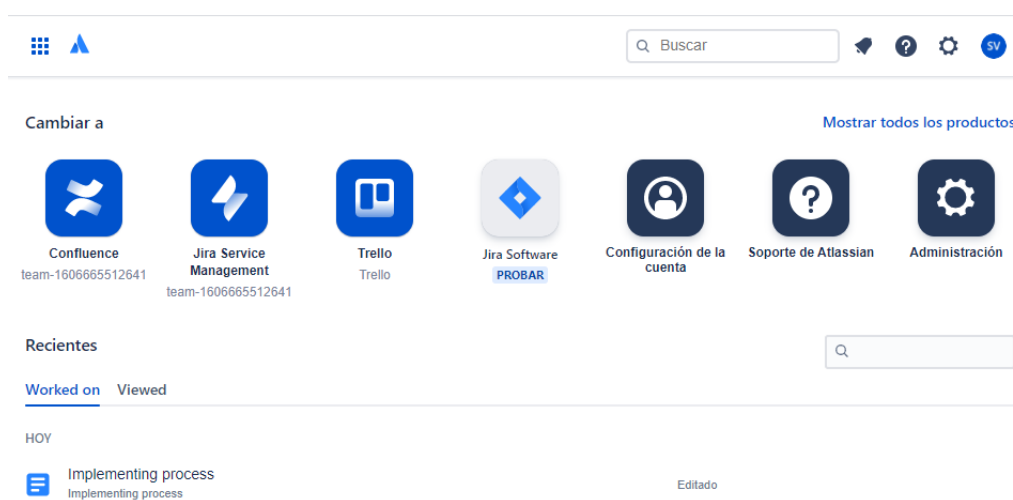 Buscar
SV
Cambiar a
Mostrar todos los productos
Confluence
team-1606665512641
Jira Service
Management
team-1606665512641
Trello
Trello
Jira Software
PROBAR
Configuración de la
cuenta
Soporte de Atlassian
Administración
Recientes
Worked on Viewed
HOY
Implementing process
Implementing process
Editado